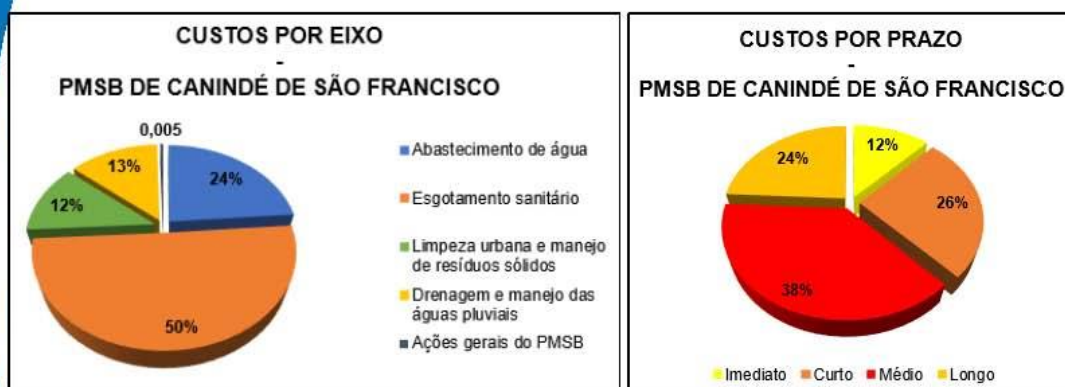 CUSTOS POR EIXO
-
PMSB DE CANINDÉ DE SÃO FRANCISCO
0,005
13%
24%
12%
50%
Abastecimento de água
Esgotamento sanitário
Limpeza urbana e manejo
de resíduos sólidos
Drenagem e manejo das
águas pluviais
Ações gerais do PMSB
CUSTOS POR PRAZO
-
PMSB DE CANINDÉ DE SÃO FRANCISCO
12%
24%
26%
38%
Imediato Curto Médio Longo